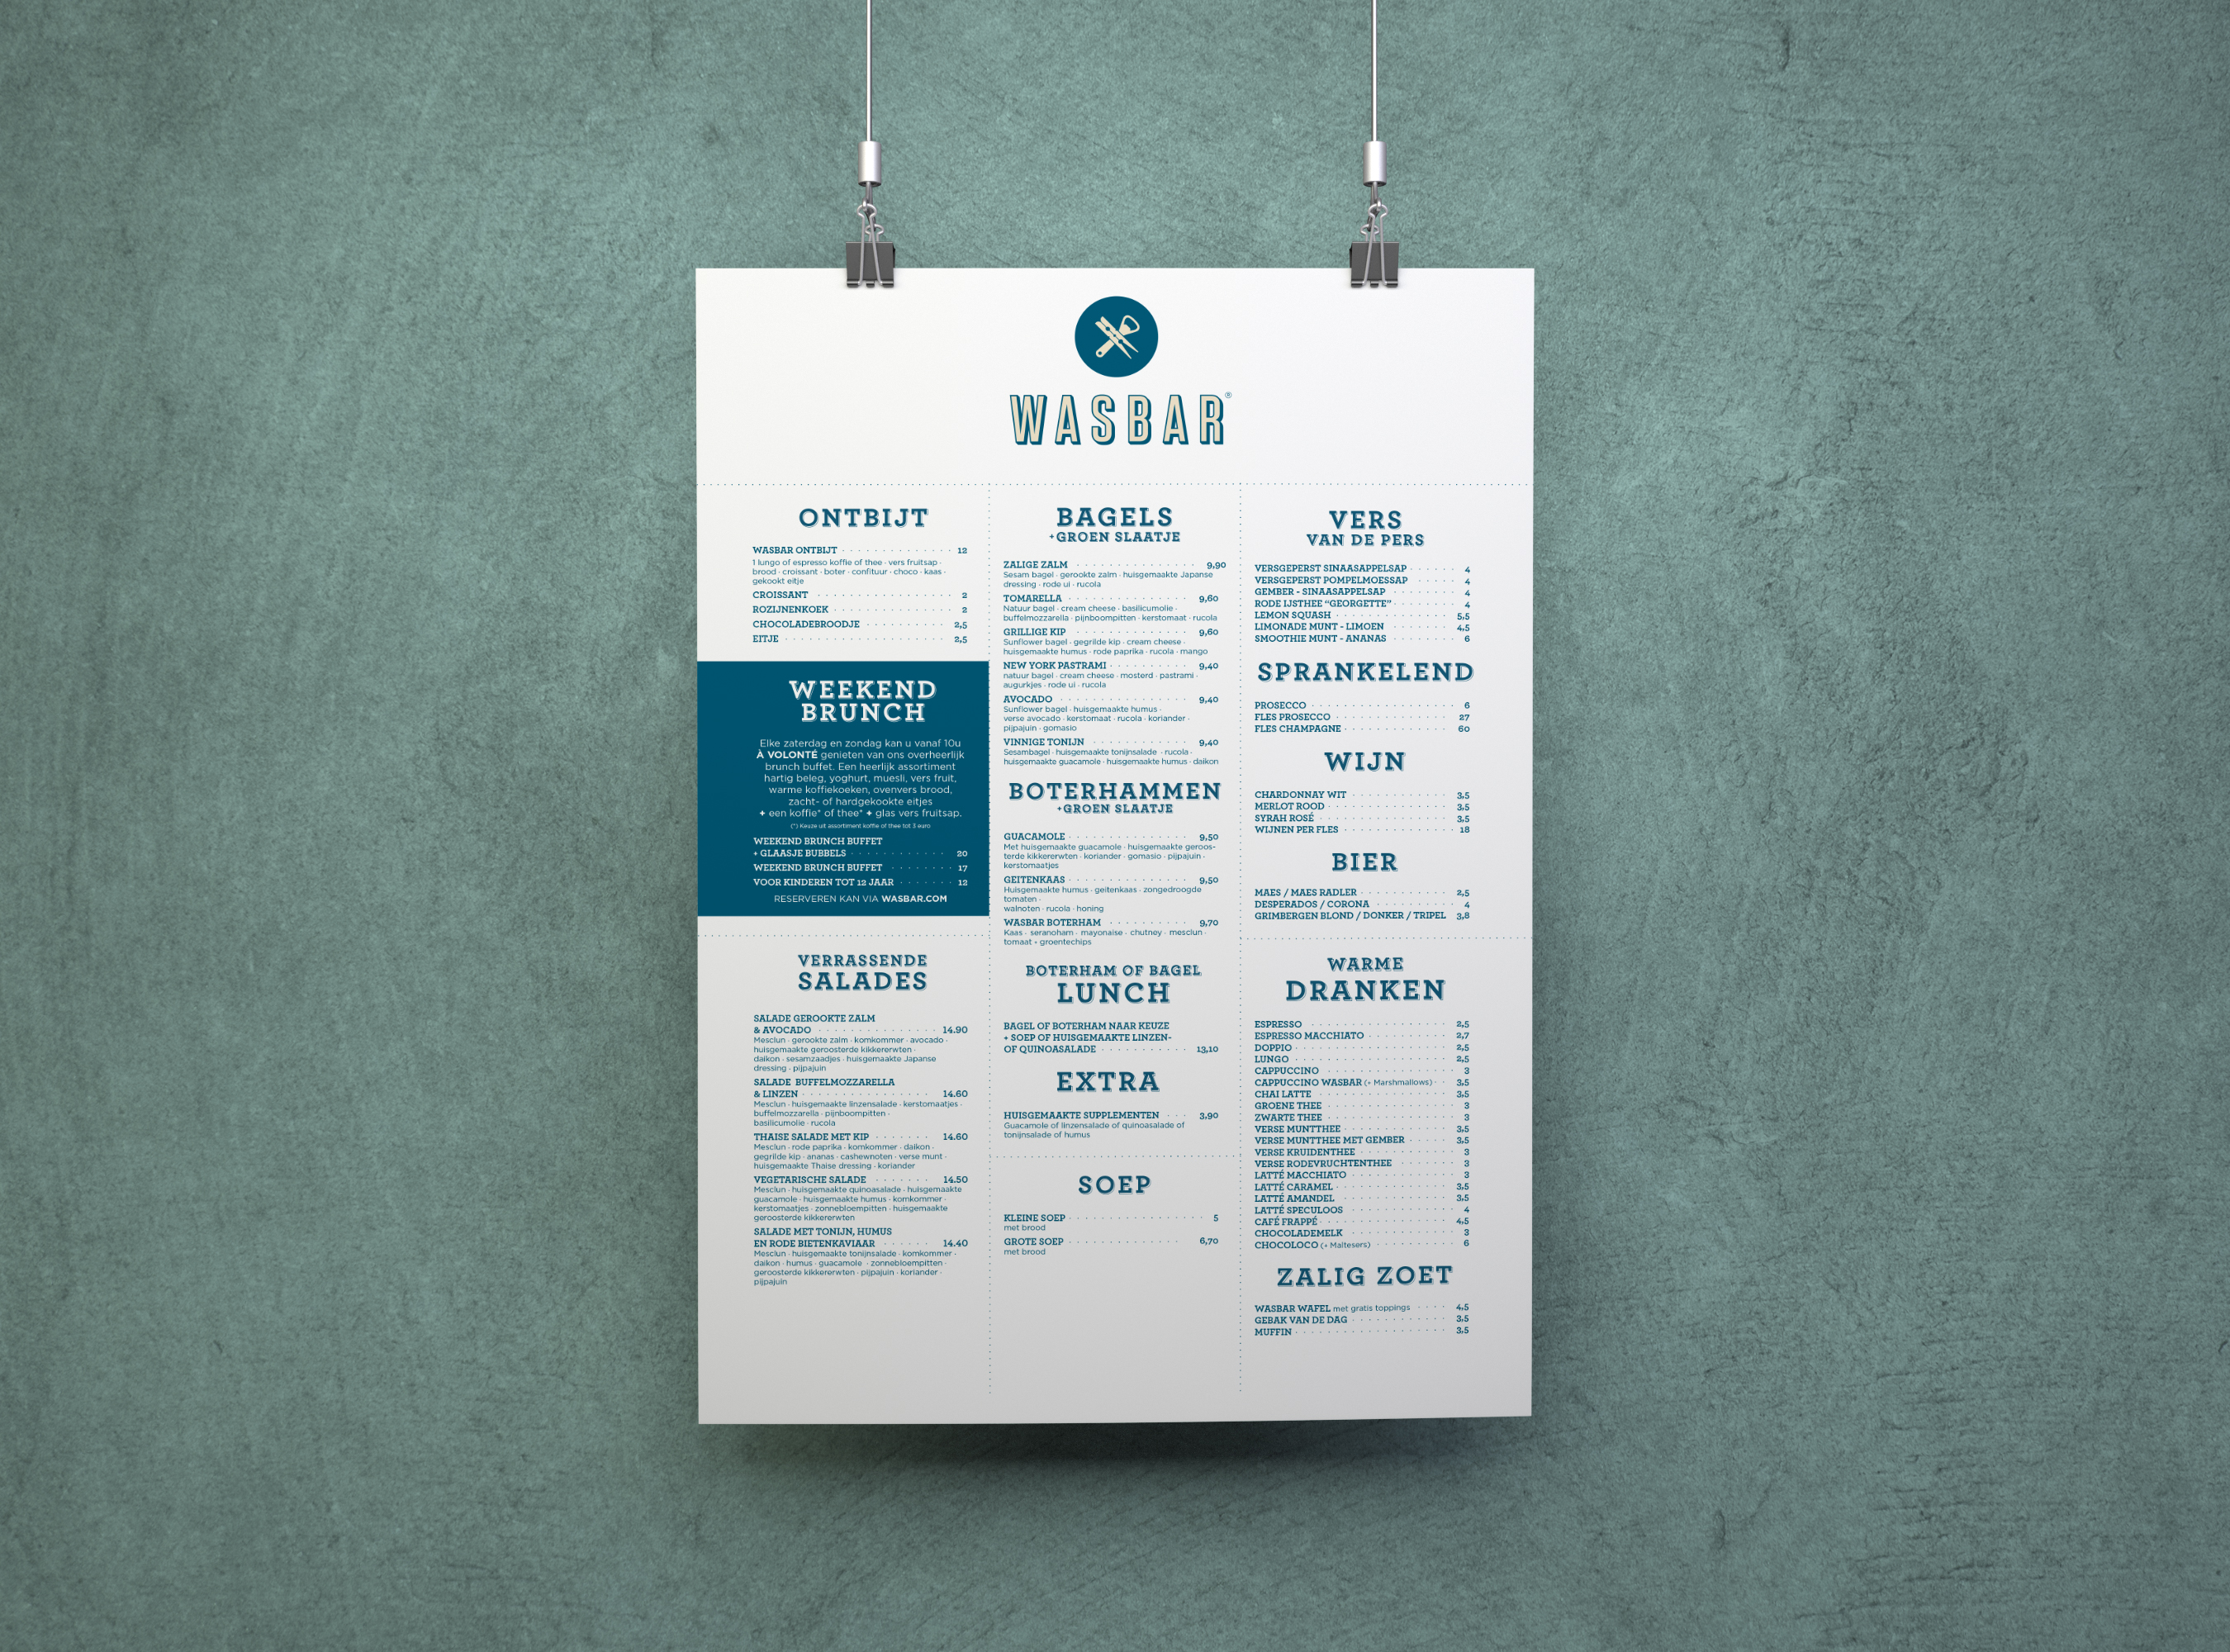 WASBAR®
ONTBIJT
WASBAR ONTBIJT 12
1 lungo of espresso koffie of thee · vers fruitsap ·
brood · croissant · boter · confituur · choco · kaas ·
gekookt eitje
CROISSANT 2
ROZIJNENKOEK 2
CHOCOLADEBROODJE 2,5
EITJE 2,5
WEEKEND
BRUNCH
Elke zaterdag en zondag kan u vanaf 10u
À VOLONTÉ genieten van ons overheerlijk
brunch buffet. Een heerlijk assortiment
hartig beleg, yoghurt, muesli, vers fruit,
warme koffiekoeken, ovenvers brood,
zacht- of hardgekookte eitjes
+ een koffie* of thee* + glas vers fruitsap.
(*) Keuze uit assortiment koffie of thee tot 3 euro
WEEKEND BRUNCH BUFFET
+ GLAASJE BUBBELS 20
WEEKEND BRUNCH BUFFET 17
VOOR KINDEREN TOT 12 JAAR 12
RESERVEREN KAN VIA WASBAR.COM
VERRASSENDE
SALADES
SALADE GEROOKTE ZALM
& AVOCADO 14.90
Mesclun · gerookte zalm · komkommer · avocado ·
huisgemaakte geroosterde kikkererwten ·
daikon · sesamzaadjes · huisgemaakte Japanse
dressing · pijpajuin
SALADE BUFFELMOZZARELLA
& LINZEN 14.60
Mesclun · huisgemaakte linzensalade · kerstomaatjes ·
buffelmozzarella · pijnboompitten ·
basilicumolie · rucola
THAISE SALADE MET KIP 14.60
Mesclun · rode paprika · komkommer · daikon ·
gegrilde kip · ananas · cashewnoten · verse munt ·
huisgemaakte Thaise dressing · koriander
VEGETARISCHE SALADE 14.50
Mesclun · huisgemaakte quinoasalade · huisgemaakte
guacamole · huisgemaakte humus · komkommer ·
kerstomaatjes · zonnebloempitten · huisgemaakte
geroosterde kikkererwten
SALADE MET TONIJN, HUMUS
EN RODE BIETENKAVIAAR 14.40
Mesclun · huisgemaakte tonijnsalade · komkommer ·
daikon · humus · guacamole · zonnebloempitten ·
geroosterde kikkererwten · pijpajuin · koriander ·
pijpajuin
BAGELS
+GROEN SLAATJE
ZALIGE ZALM 9,90
Sesam bagel · gerookte zalm · huisgemaakte Japanse
dressing · rode ui · rucola
TOMARELLA 9,60
Natuur bagel · cream cheese · basilicumolie ·
buffelmozzarella · pijnboompitten · kerstomaat · rucola
GRILLIGE KIP 9,60
Sunflower bagel · gegrilde kip · cream cheese ·
huisgemaakte humus · rode paprika · rucola · mango
NEW YORK PASTRAMI 9,40
natuur bagel · cream cheese · mosterd · pastrami ·
augurkjes · rode ui · rucola
AVOCADO 9,40
Sunflower bagel · huisgemaakte humus ·
verse avocado · kerstomaat · rucola · koriander ·
pijpajuin · gomasio
VINNIGE TONIJN 9,40
Sesambagel · huisgemaakte tonijnsalade · rucola ·
huisgemaakte guacamole · huisgemaakte humus · daikon
BOTERHAMMEN
+GROEN SLAATJE
GUACAMOLE 9,50
Met huisgemaakte guacamole · huisgemaakte geroos-
terde kikkererwten · koriander · gomasio · pijpajuin ·
kerstomaatjes
GEITENKAAS 9,50
Huisgemaakte humus · geitenkaas · zongedroogde
tomaten ·
walnoten · rucola · honing
WASBAR BOTERHAM 9,70
Kaas · seranoham · mayonaise · chutney · mesclun ·
tomaat + groentechips
BOTERHAM OF BAGEL
LUNCH
BAGEL OF BOTERHAM NAAR KEUZE
+ SOEP OF HUISGEMAAKTE LINZEN-
OF QUINOASALADE 13,10
EXTRA
HUISGEMAAKTE SUPPLEMENTEN 3,90
Guacamole of linzensalade of quinoasalade of
tonijnsalade of humus
SOEP
KLEINE SOEP 5
met brood
GROTE SOEP 6,70
met brood
VERS
VAN DE PERS
VERSGEPERST SINAASAPPELSAP 4
VERSGEPERST POMPELMOESSAP 4
GEMBER - SINAASAPPELSAP 4
RODE IJSTHEE “GEORGETTE” 4
LEMON SQUASH 5,5
LIMONADE MUNT - LIMOEN 4,5
SMOOTHIE MUNT - ANANAS 6
SPRANKELEND
PROSECCO 6
FLES PROSECCO 27
FLES CHAMPAGNE 60
WIJN
CHARDONNAY WIT 3,5
MERLOT ROOD 3,5
SYRAH ROSÉ 3,5
WIJNEN PER FLES 18
BIER
MAES / MAES RADLER 2,5
DESPERADOS / CORONA 4
GRIMBERGEN BLOND / DONKER / TRIPEL 3,8
WARME
DRANKEN
ESPRESSO 2,5
ESPRESSO MACCHIATO 2,7
DOPPIO 2,5
LUNGO 2,5
CAPPUCCINO 3
CAPPUCCINO WASBAR (+ Marshmallows) 3,5
CHAI LATTE 3,5
GROENE THEE 3
ZWARTE THEE 3
VERSE MUNTTHEE 3,5
VERSE MUNTTHEE MET GEMBER 3,5
VERSE KRUIDENTHEE 3
VERSE RODEVRUCHTENTHEE 3
LATTÉ MACCHIATO 3
LATTÉ CARAMEL 3,5
LATTÉ AMANDEL 3,5
LATTÉ SPECULOOS 4
CAFÉ FRAPPÉ 4,5
CHOCOLADEMELK 3
CHOCOLOCO (+ Maltesers) 6
ZALIG ZOET
WASBAR WAFEL met gratis toppings 4,5
GEBAK VAN DE DAG 3,5
MUFFIN 3,5